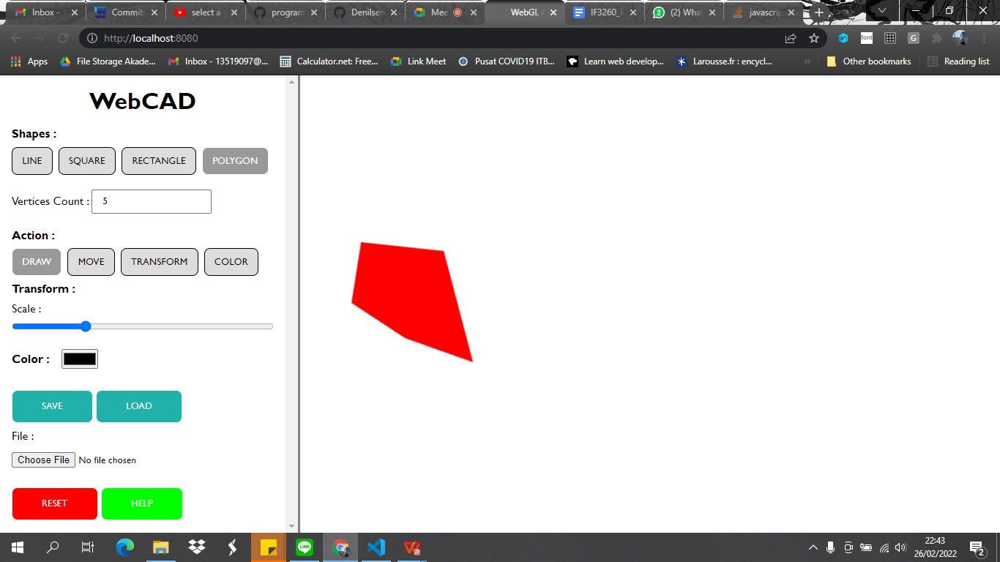 Inbox -
Commits
select a
program
Denilsen
Mee
WebGL
IF3260_
(2) What
javascrip
http://localhost:8080
font
G
Apps
File Storage Akade...
Inbox - 13519097@...
Calculator.net: Free...
Link Meet
Pusat COVID19 ITB...
Learn web develop...
Larousse.fr : encycl...
»
Other bookmarks
Reading list
WebCAD
Shapes :
LINE SQUARE RECTANGLE POLYGON
Vertices Count : 5
Action :
DRAW MOVE TRANSFORM COLOR
Transform :
Scale :
Color :
SAVE LOAD
File :
Choose File No file chosen
RESET HELP
LINE
22:43
26/02/2022
2